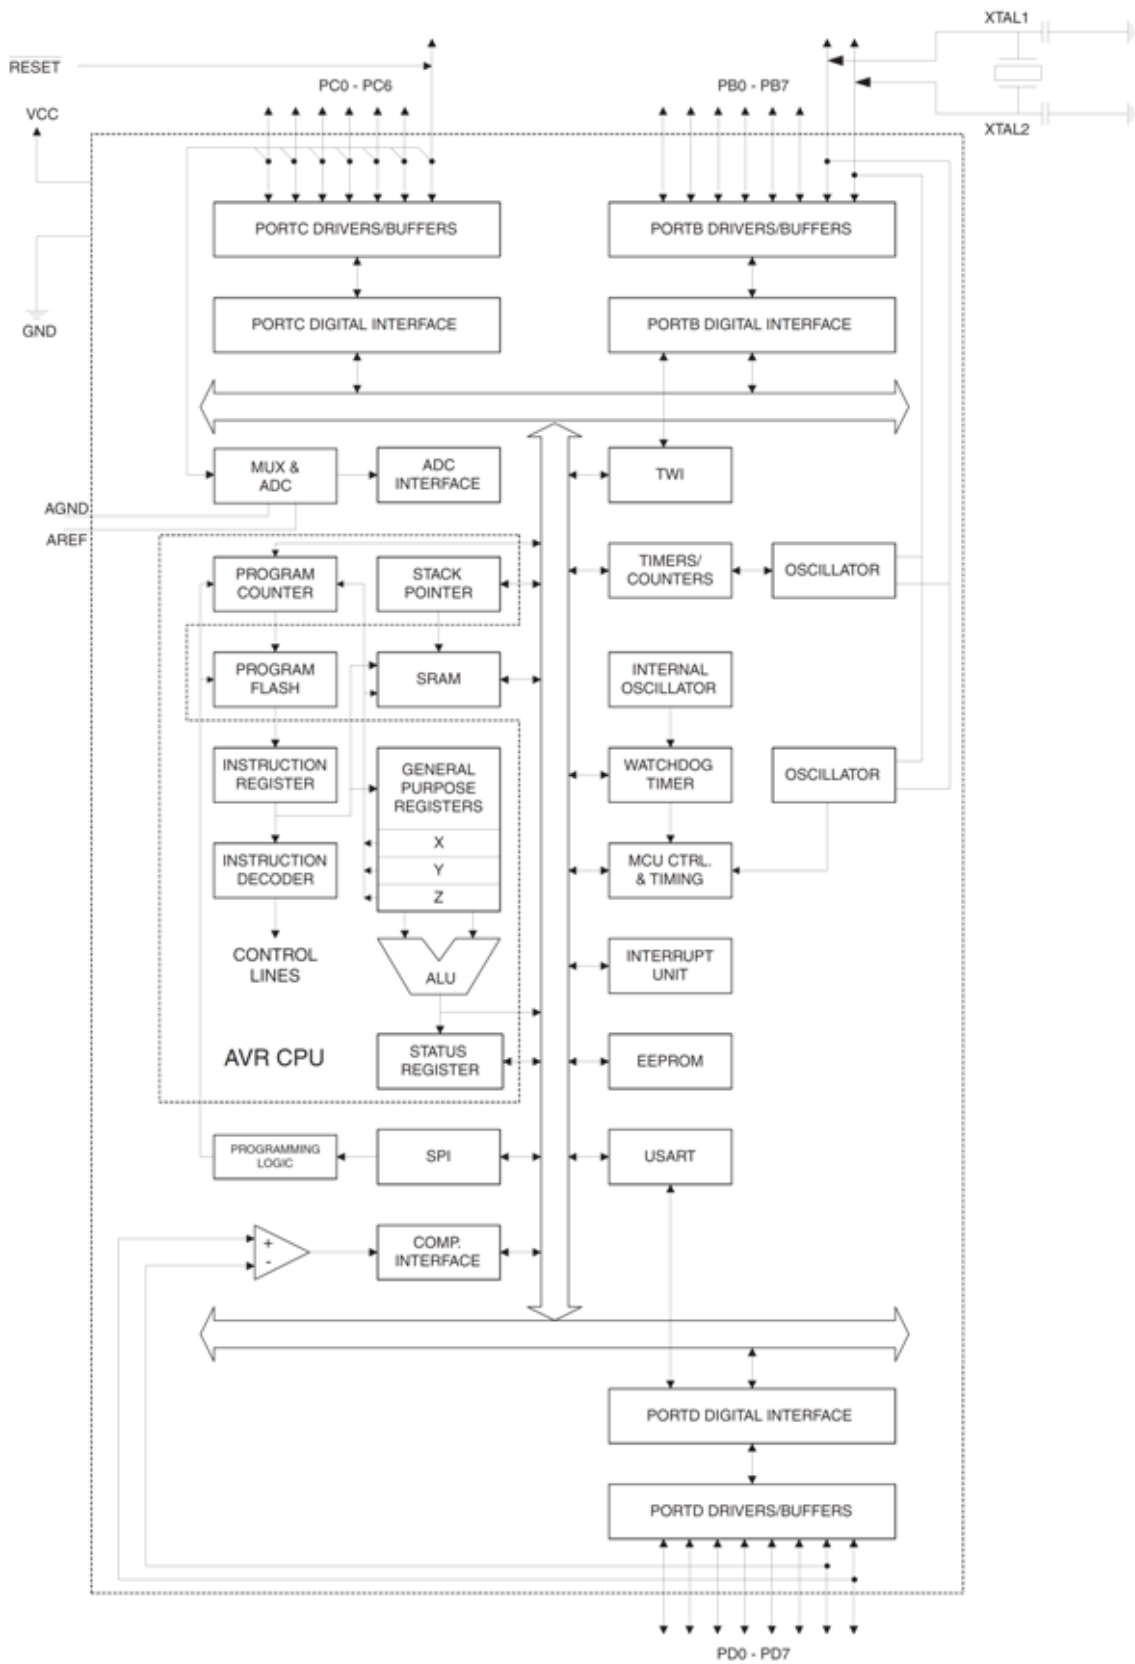 XTAL1
RESET
PC0 - PC6
PB0 - PB7
VCC
XTAL2
PORTC DRIVERS/BUFFERS
PORTB DRIVERS/BUFFERS
PORTC DIGITAL INTERFACE
PORTB DIGITAL INTERFACE
GND
MUX &
ADC
ADC
INTERFACE
TWI
AGND
AREF
PROGRAM
COUNTER
STACK
POINTER
TIMERS/
COUNTERS
OSCILLATOR
PROGRAM
FLASH
SRAM
INTERNAL
OSCILLATOR
INSTRUCTION
REGISTER
GENERAL
PURPOSE
REGISTERS
WATCHDOG
TIMER
OSCILLATOR
X
Y
Z
INSTRUCTION
DECODER
MCU CTRL.
& TIMING
CONTROL
LINES
ALU
INTERRUPT
UNIT
AVR CPU
STATUS
REGISTER
EEPROM
PROGRAMMING
LOGIC
SPI
USART
+
-
COMP.
INTERFACE
PORTD DIGITAL INTERFACE
PORTD DRIVERS/BUFFERS
PD0 - PD7